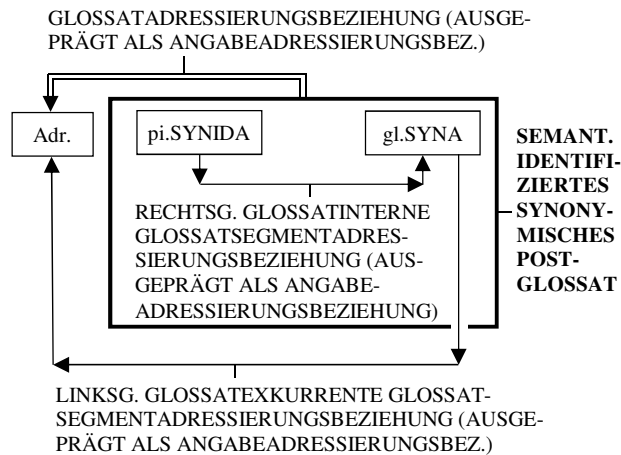 GLOSSATADRESSIERUNGSBEZIEHUNG (AUSGE-
PRÄGT ALS ANGABEADRESSIERUNGSBEZ.)
Adr.
pi.SYNIDA
gl.SYNA
SEMANT.
IDENTIFI-
ZIERTES
SYNONY-
MISCHES
POST-
GLOSSAT
RECHTSG. GLOSSATINTERNE
GLOSSATSEGMENTADRES-
SIERUNGSBEZIEHUNG (AUS-
GEPRÄGT ALS ANGABE-
ADRESSIERUNGSBEZIEHUNG)
LINKSG. GLOSSATEXKURRENTE GLOSSAT-
SEGMENTADRESSIERUNGSBEZIEHUNG (AUSGE-
PRÄGT ALS ANGABEADRESSIERUNGSBEZ.)